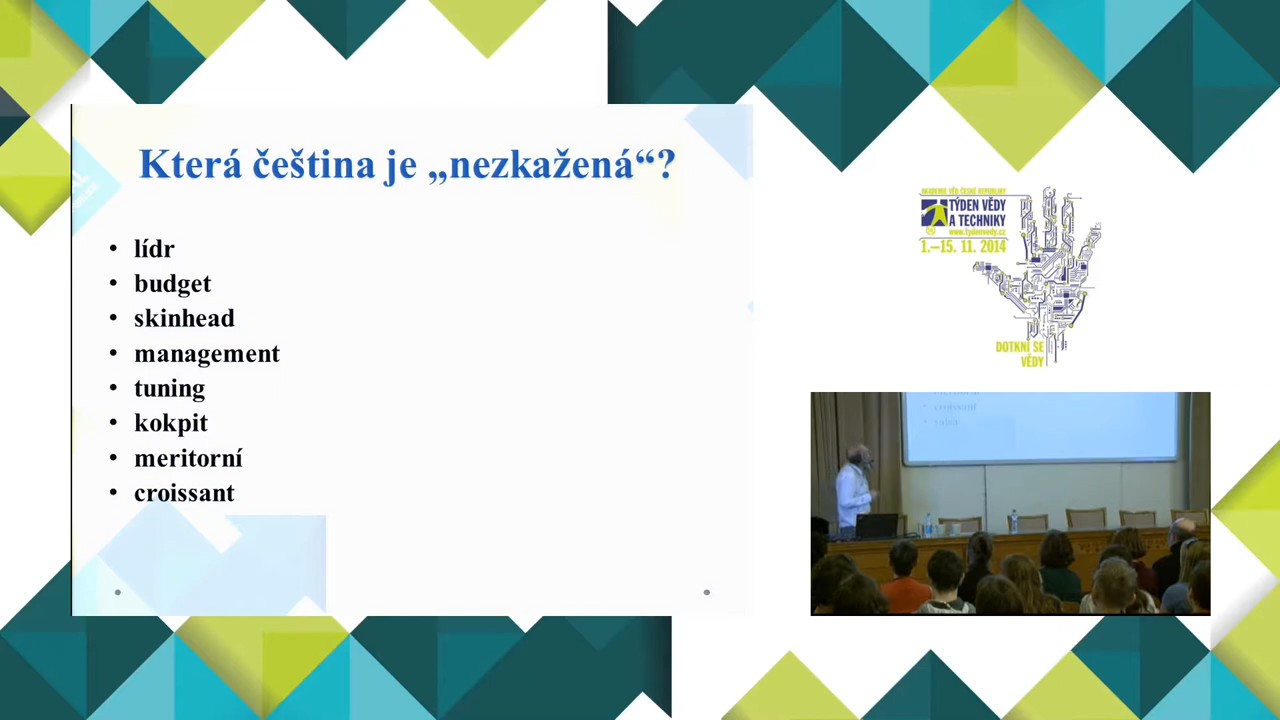 Která čeština je „nezkažená“?
• lídr
• budget
• skinhead
• management
• tuning
• kokpit
• meritorní
• croissant
AKADEMIE VĚD ČESKÉ REPUBLIKY
TÝDEN VĚDY
A TECHNIKY
www.tydenvedy.cz
1.–15. 11. 2014
DOTKNI SE
VĚDY
• croissant